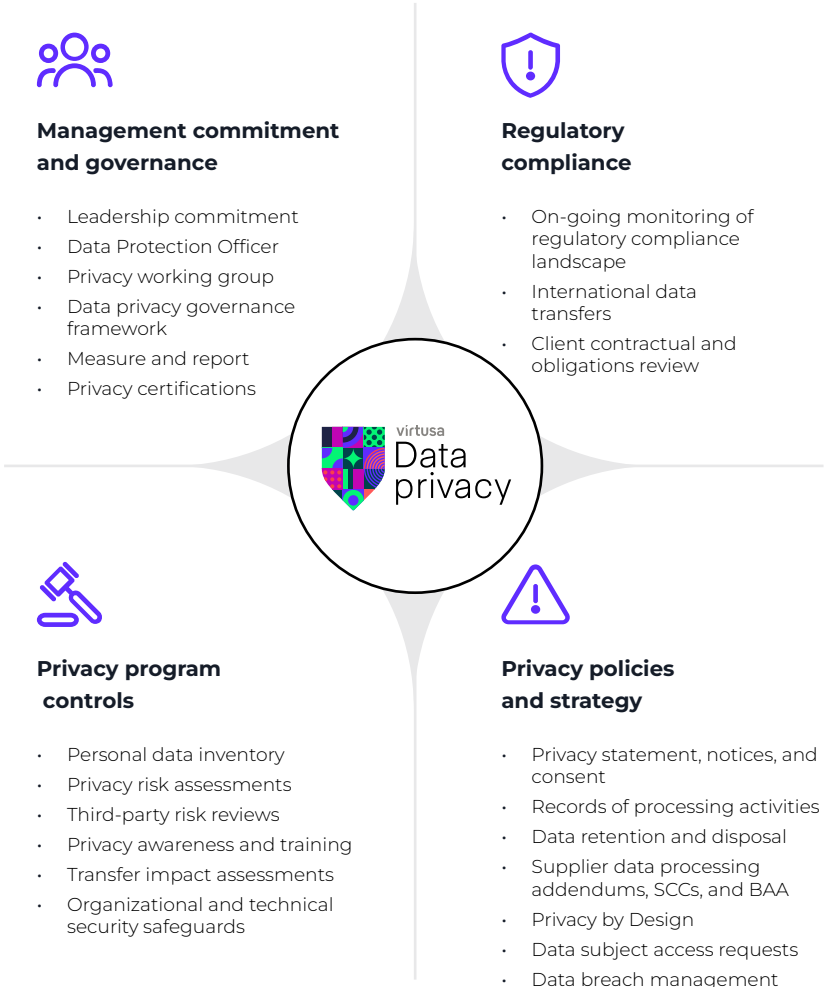 Management commitment
and governance
• Leadership commitment
• Data Protection Officer
• Privacy working group
• Data privacy governance
framework
• Measure and report
• Privacy certifications
Regulatory
compliance
• On-going monitoring of
regulatory compliance
landscape
• International data
transfers
• Client contractual and
obligations review
virtusa
Data
privacy
Privacy program
controls
• Personal data inventory
• Privacy risk assessments
• Third-party risk reviews
• Privacy awareness and training
• Transfer impact assessments
• Organizational and technical
security safeguards
Privacy policies
and strategy
• Privacy statement, notices, and
consent
• Records of processing activities
• Data retention and disposal
• Supplier data processing
addendums, SCCs, and BAA
• Privacy by Design
• Data subject access requests
• Data breach management